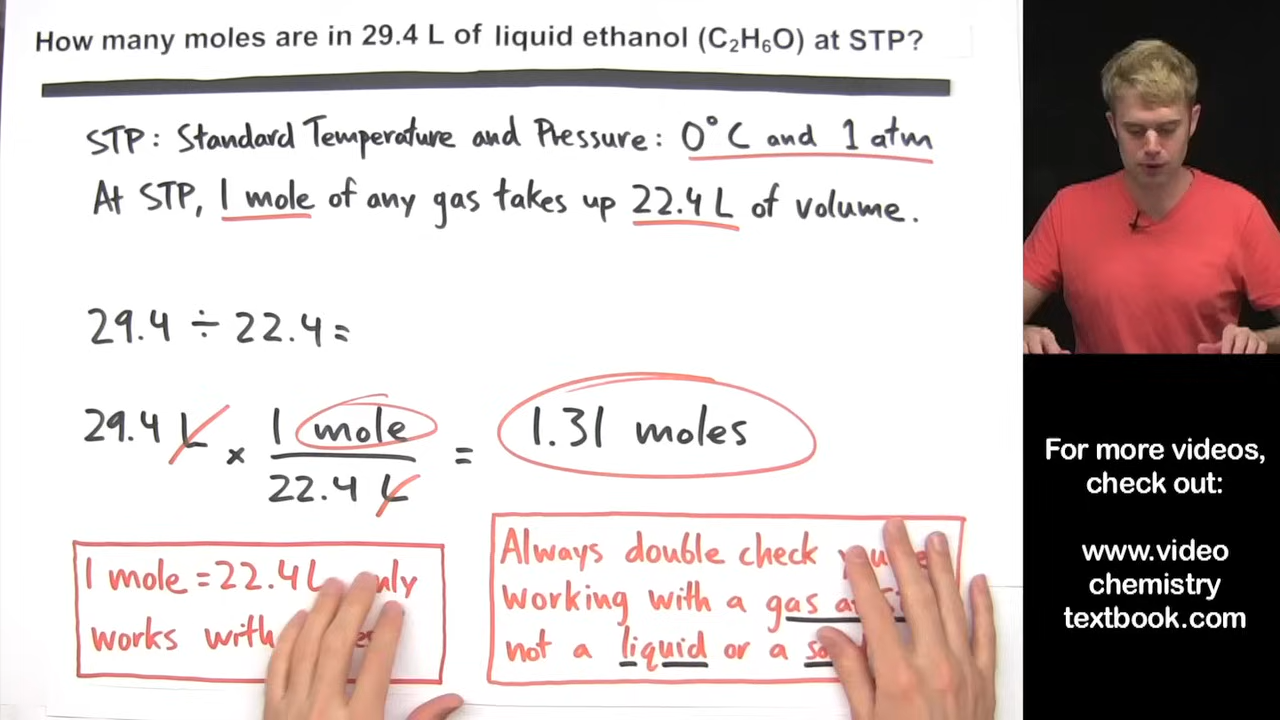 How many moles are in 29.4 L of liquid ethanol (C₂H₆O) at STP?
STP: Standard Temperature and Pressure: 0°C and 1 atm
At STP, 1 mole of any gas takes up 22.4 L of volume.
29.4 ÷ 22.4 =
29.4 L × 1 mole / 22.4 L = 1.31 moles
1 mole = 22.4 L
works with
Always double check
working with a gas
not a liquid or a
For more videos,
check out:
www.video
chemistry
textbook.com